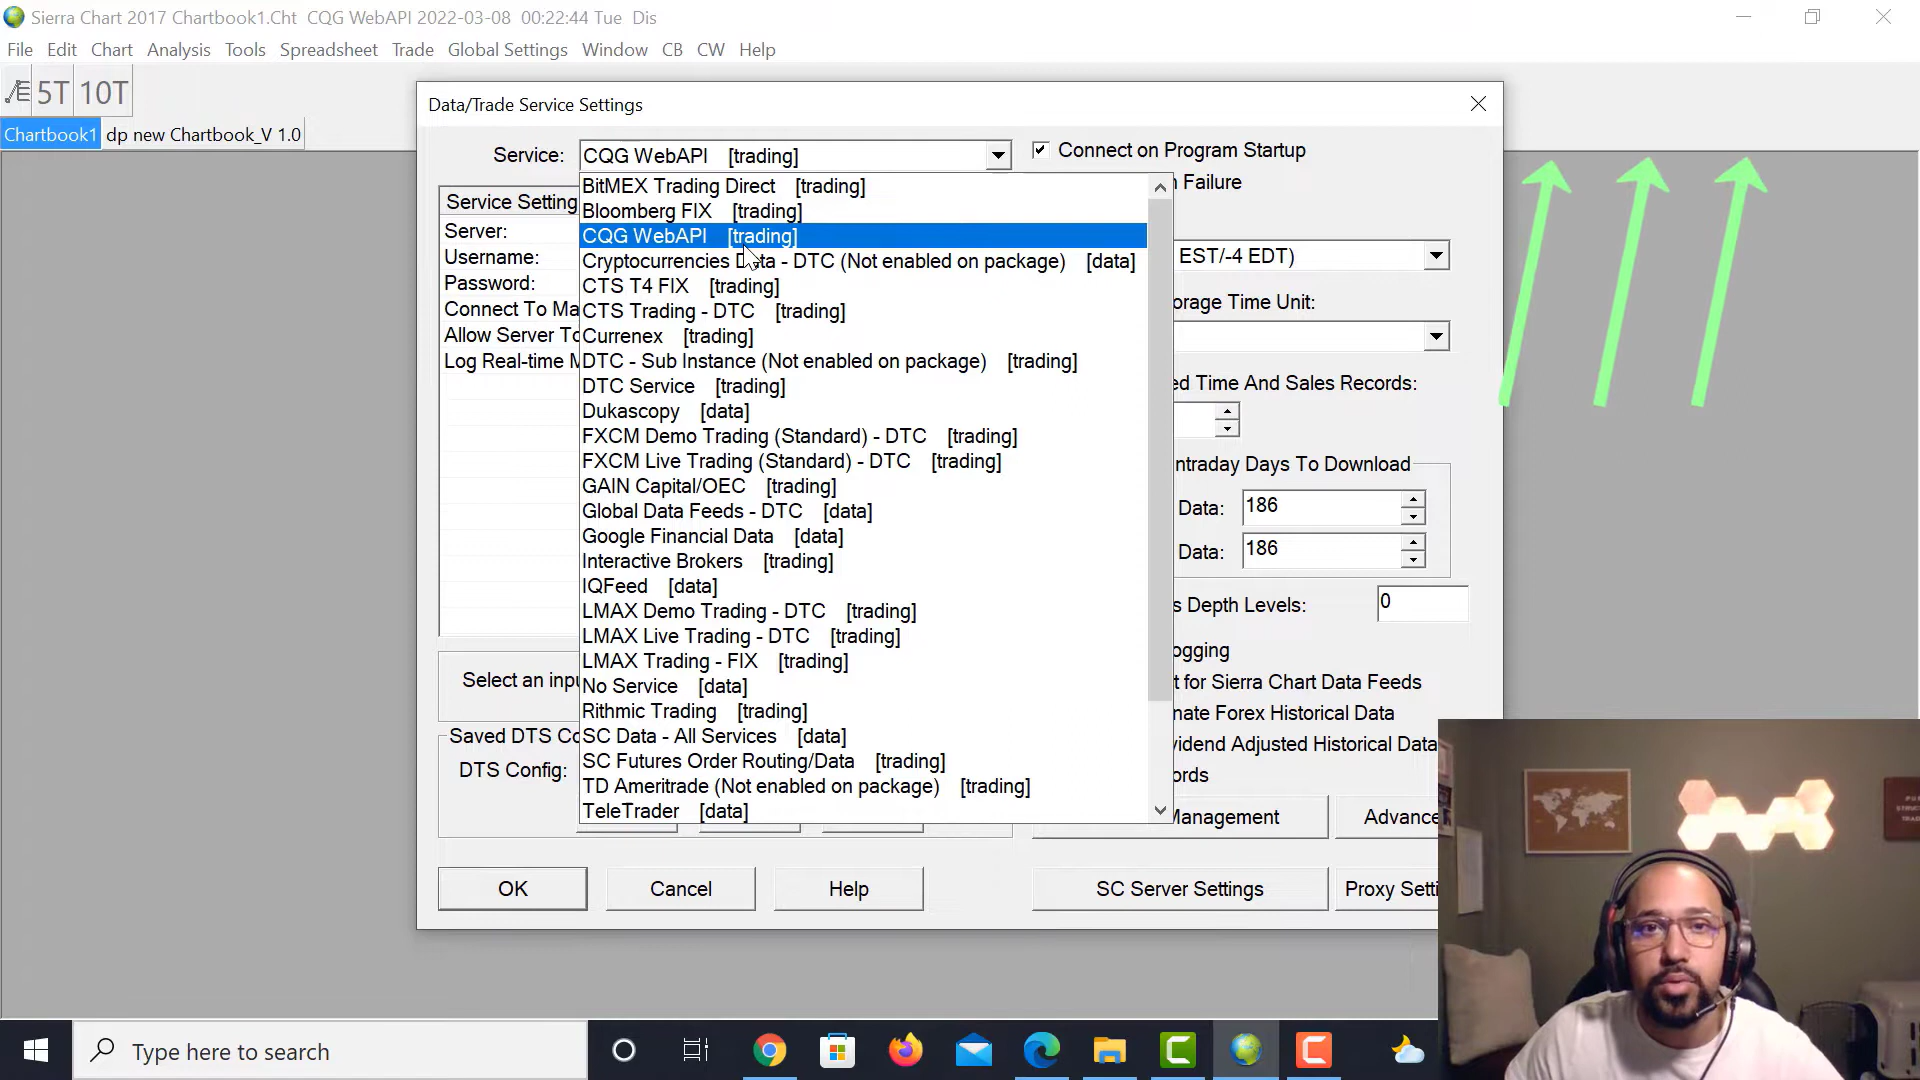 Sierra Chart 2017 Chartbook1.Cht CQG WebAPI 2022-03-08 00:22:44 Tue Dis
File Edit Chart Analysis Tools Spreadsheet Trade Global Settings Window CB CW Help
5T 10T
Chartbook1 dp new Chartbook_V 1.0
Data/Trade Service Settings
Service: CQG WebAPI [trading]
Connect on Program Startup
BitMEX Trading Direct [trading]
n Failure
Service Setting
Bloomberg FIX [trading]
Server:
CQG WebAPI [trading]
Username:
Cryptocurrencies Data - DTC (Not enabled on package) [data]
EST/-4 EDT)
Password:
CTS T4 FIX [trading]
Connect To Ma
CTS Trading - DTC [trading]
orage Time Unit:
Allow Server To
Currenex [trading]
Log Real-time M
DTC - Sub Instance (Not enabled on package) [trading]
DTC Service [trading]
ed Time And Sales Records:
Dukascopy [data]
FXCM Demo Trading (Standard) - DTC [trading]
FXCM Live Trading (Standard) - DTC [trading]
ntraday Days To Download
GAIN Capital/OEC [trading]
Global Data Feeds - DTC [data]
Data: 186
Google Financial Data [data]
Data: 186
Interactive Brokers [trading]
IQFeed [data]
LMAX Demo Trading - DTC [trading]
s Depth Levels: 0
LMAX Live Trading - DTC [trading]
LMAX Trading - FIX [trading]
ogging
Select an inpu
No Service [data]
t for Sierra Chart Data Feeds
Rithmic Trading [trading]
nate Forex Historical Data
Saved DTS Co
SC Data - All Services [data]
vidend Adjusted Historical Data
DTS Config:
SC Futures Order Routing/Data [trading]
ords
TD Ameritrade (Not enabled on package) [trading]
TeleTrader [data]
Management
Advance
OK Cancel Help
SC Server Settings
Proxy Setti
Type here to search